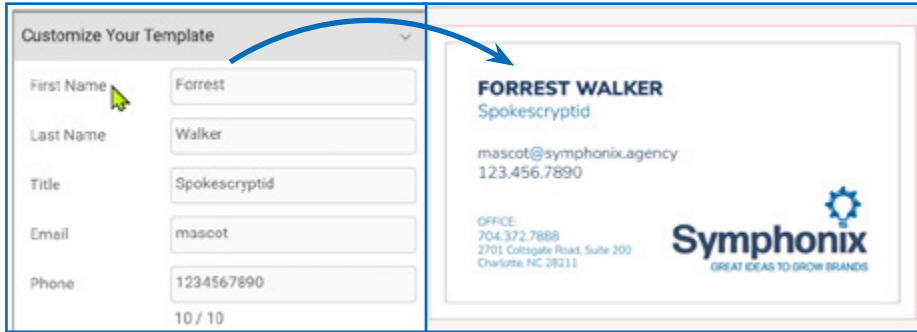 Customize Your Template
First Name Forrest
Last Name Walker
Title Spokescryptid
Email mascot
Phone 1234567890
10 / 10
FORREST WALKER
Spokescryptid
mascot@symphonix.agency
123.456.7890
OFFICE:
704.372.7888
2701 Coltsgate Road, Suite 200
Charlotte, NC 28211
Symphonix
GREAT IDEAS TO GROW BRANDS